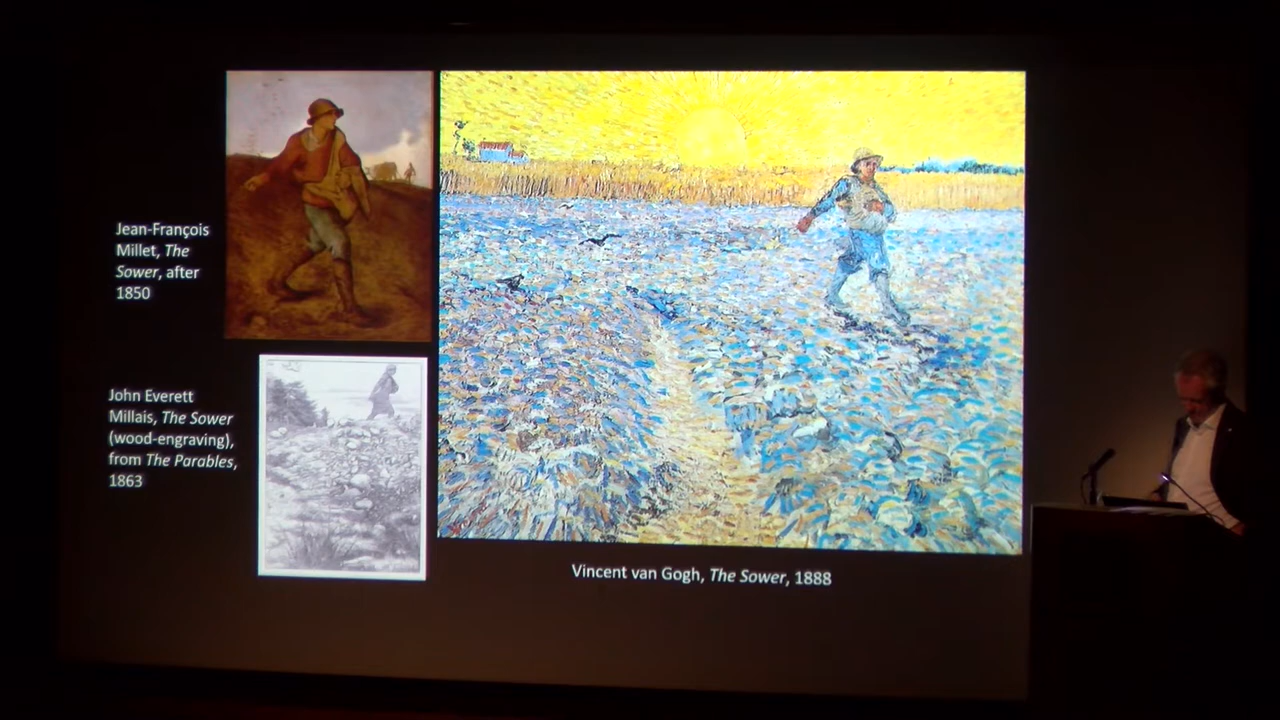 Jean-François
Millet, The
Sower, after
1850
John Everett
Millais, The Sower
(wood-engraving),
from The Parables,
1863
Vincent van Gogh, The Sower, 1888